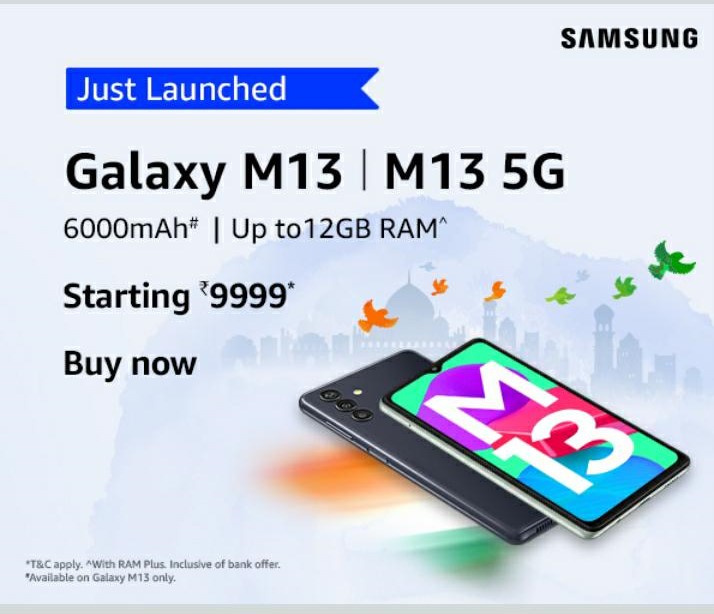 SAMSUNG
Just Launched
Galaxy M13 | M13 5G
6000mAh# | Up to12GB RAM^
Starting ₹9999*
Buy now
M
13
*T&C apply. ^With RAM Plus. Inclusive of bank offer.
#Available on Galaxy M13 only.